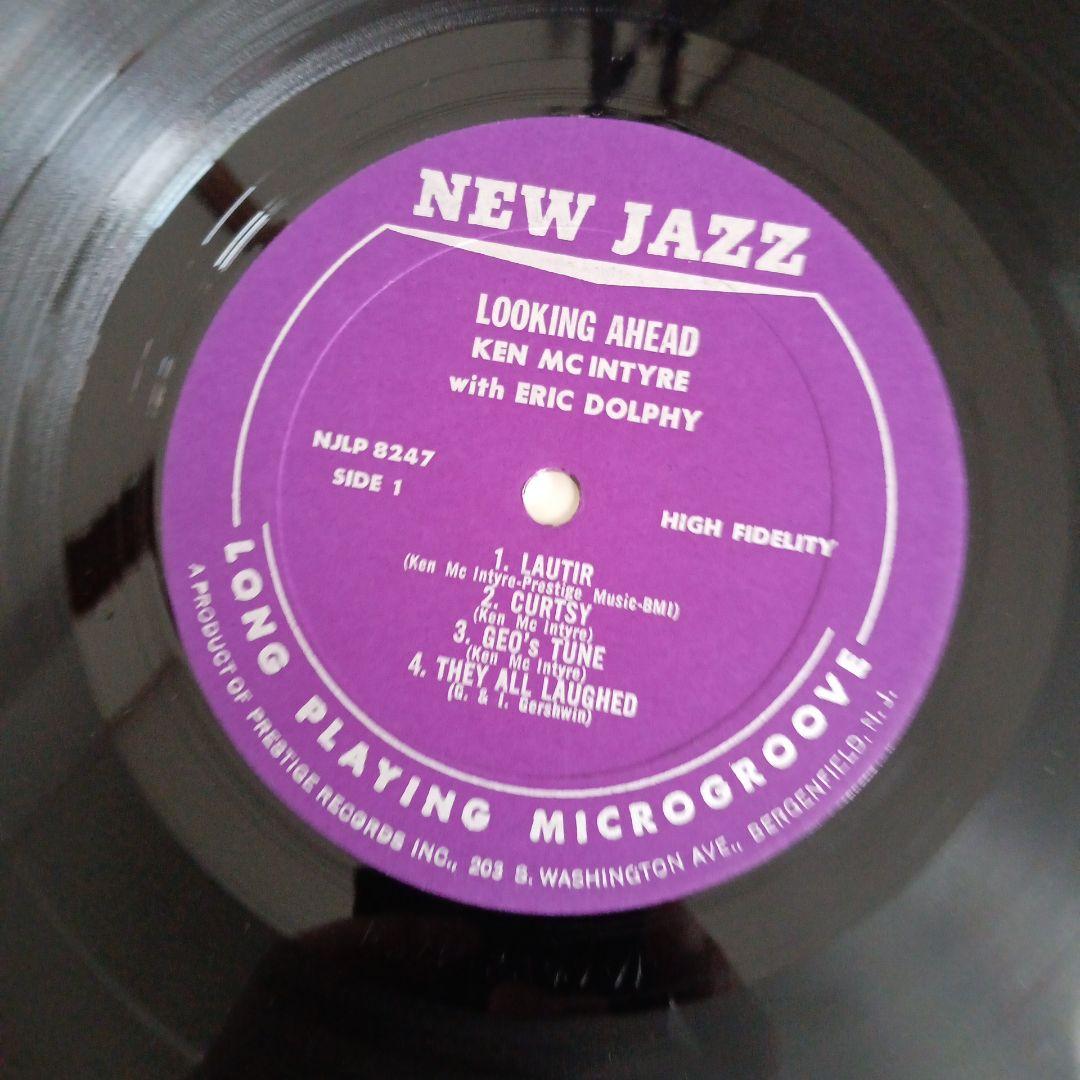 NEW JAZZ
LOOKING AHEAD
KEN MC INTYRE
with ERIC DOLPHY
NJLP 8247
SIDE 1
HIGH FIDELITY
1. LAUTIR
(Ken Mc Intyre-Prestige Music-BMI)
2. CURTSY
(Ken Mc Intyre)
3. GEO's TUNE
(Ken Mc Intyre)
4. THEY ALL LAUGHED
(G. & I. Gershwin)
LONG PLAYING MICROGROOVE
A PRODUCT OF PRESTIGE RECORDS INC., 203 S. WASHINGTON AVE., BERGENFIELD, N. J.